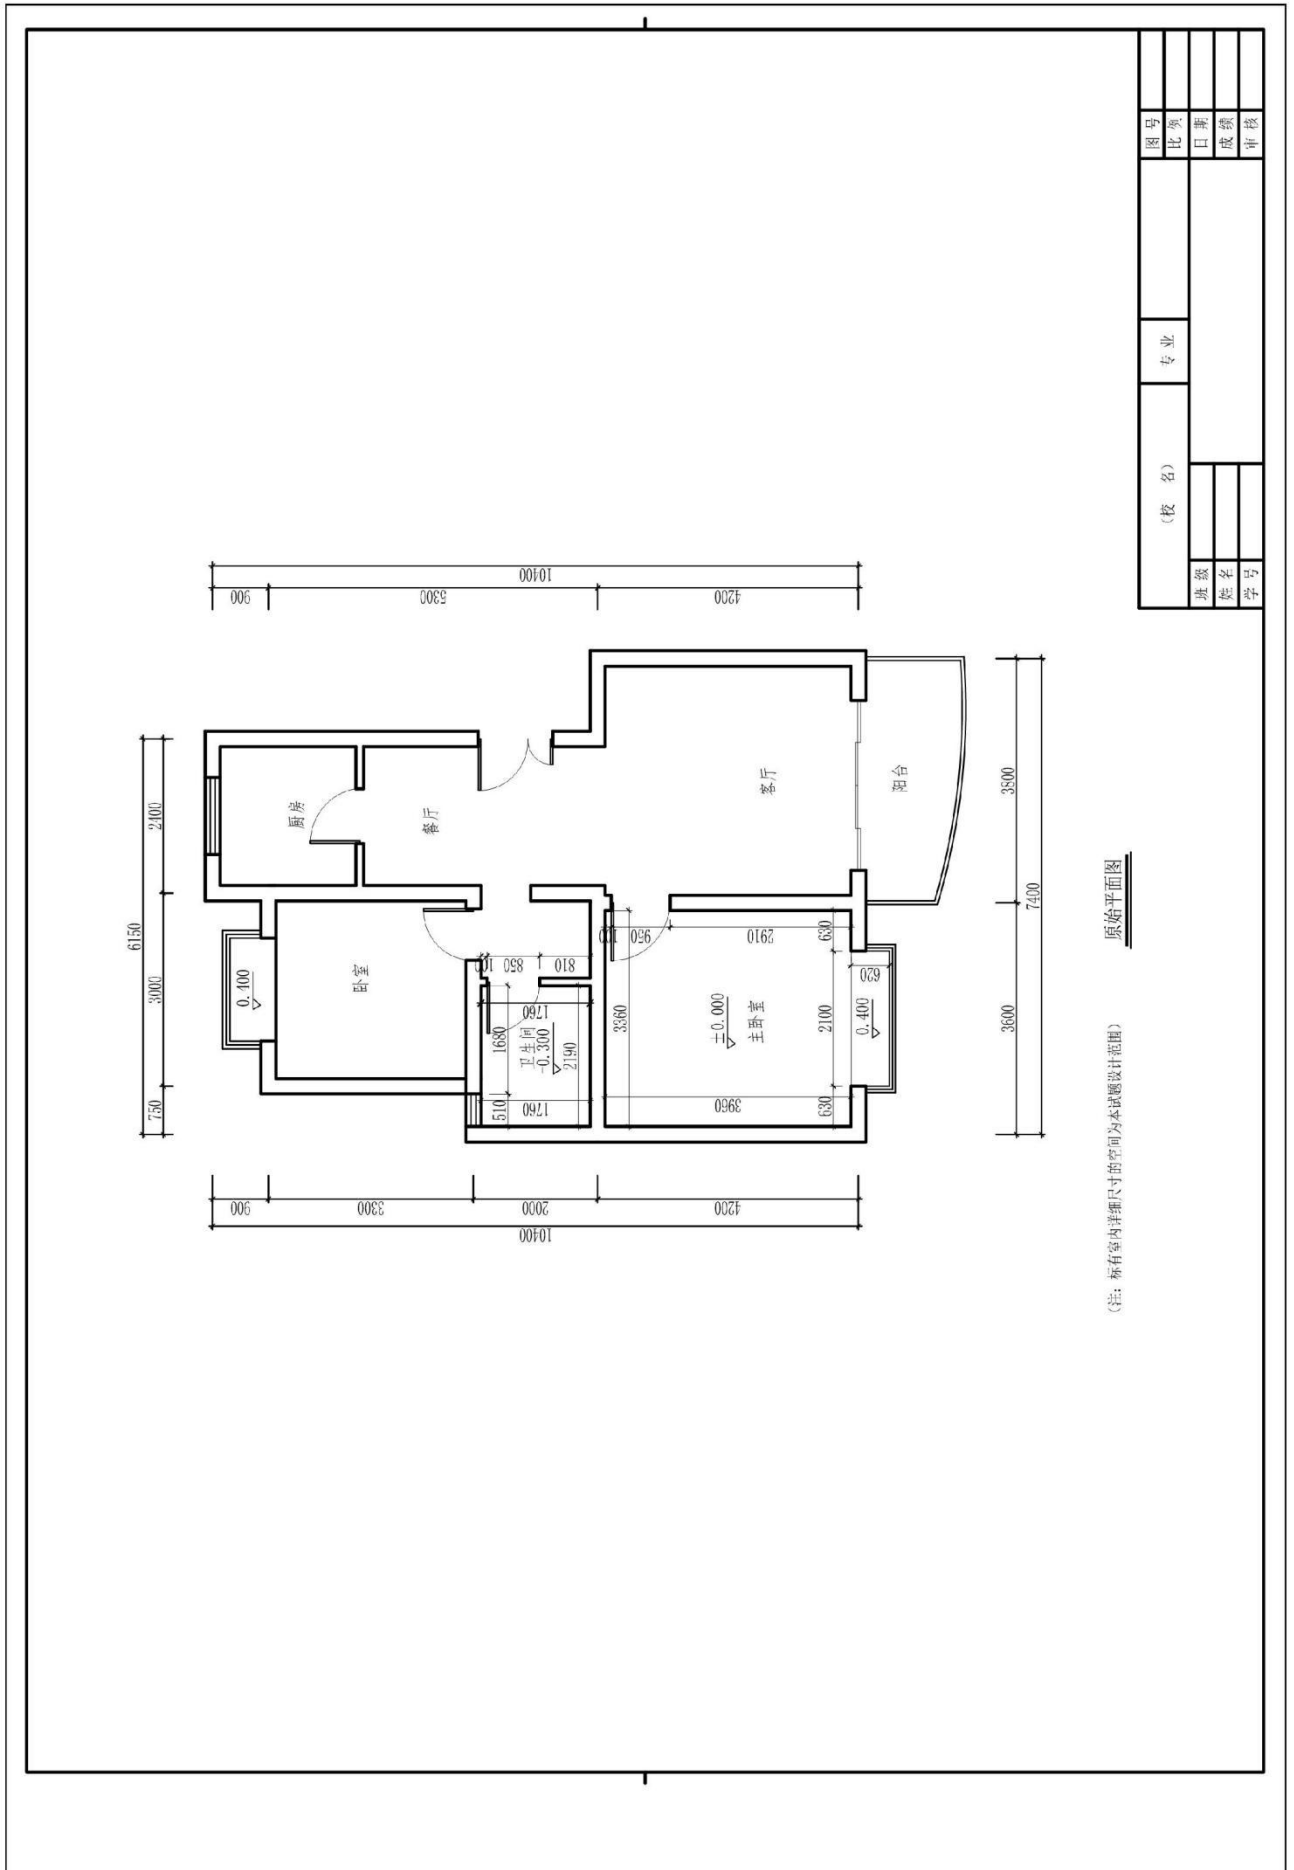 图号
比例
日期
成绩
审核
专业
(校 名)
班级
姓名
学号
10400
900
5300
4200
6150
2400
3000
750
厨房
餐厅
客厅
阳台
3800
7400
3600
0.400
卧室
100
850
810
1760
1680
卫生间
-0.300
2190
510
1760
100
950
2910
630
3360
±0.000
主卧室
2100
0.400
620
3960
630
900
3300
2000
4200
10400
原始平面图
(注：标有室内详细尺寸的空间为本试题设计范围)